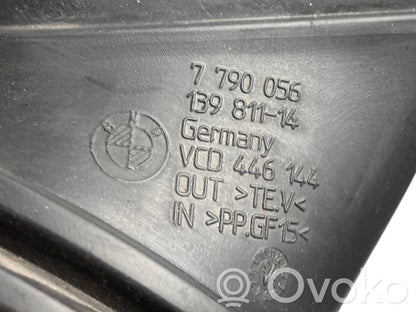 7 790 056
139 811-14
Germany
VCD 446 144
OUT >TE.V<
IN >PP.GF15<
Ovoko